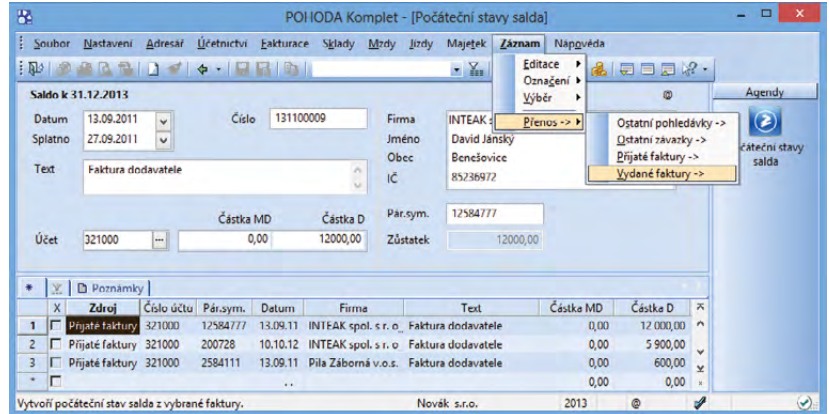 POHODA Komplet - [Počáteční stavy salda]
Soubor Nastavení Adresář Účetnictví Fakturace Sklady Mzdy Jízdy Majetek Záznam Nápověda
Editace
Označení
Výběr
Přenos ->
Ostatní pohledávky ->
Ostatní závazky ->
Přijaté faktury ->
Vydané faktury ->
Agendy
čáteční stavy
salda
Saldo k 31.12.2013 @
Datum 13.09.2011 Číslo 131100009 Firma INTEAK
Splatno 27.09.2011 Jméno David Jánský
Obec Benešovice
Text Faktura dodavatele IČ 85236972
Částka MD Částka D Pár.sym. 12584777
Účet 321000 ... 0,00 12000,00 Zůstatek 12000,00
* Poznámky
X Zdroj Číslo účtu Pár.sym. Datum Firma Text Částka MD Částka D
1 Přijaté faktury 321000 12584777 13.09.11 INTEAK spol. s r. o. Faktura dodavatele 0,00 12 000,00
2 Přijaté faktury 321000 200728 10.10.12 INTEAK spol. s r. o. Faktura dodavatele 0,00 5 900,00
3 Přijaté faktury 321000 2584111 13.09.11 Pila Záborná v.o.s. Faktura dodavatele 0,00 600,00
* . . 0,00 0,00
Vytvoří počáteční stav salda z vybrané faktury. Novák s.r.o. 2013 @